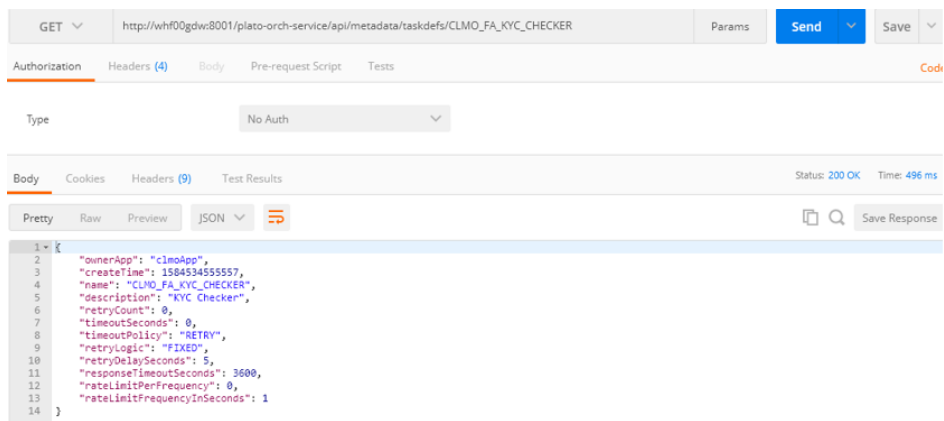 GET http://whf00gdw:8001/plato-orch-service/api/metadata/taskdefs/CLMO_FA_KYC_CHECKER Params Send Save
Authorization Headers (4) Body Pre-request Script Tests Code
Type No Auth
Body Cookies Headers (9) Test Results Status: 200 OK Time: 496 ms
Pretty Raw Preview JSON Save Response
1 {
2 "ownerApp": "clmoApp",
3 "createTime": 1584534555557,
4 "name": "CLMO_FA_KYC_CHECKER",
5 "description": "KYC Checker",
6 "retryCount": 0,
7 "timeoutSeconds": 0,
8 "timeoutPolicy": "RETRY",
9 "retryLogic": "FIXED",
10 "retryDelaySeconds": 5,
11 "responseTimeoutSeconds": 3600,
12 "rateLimitPerFrequency": 0,
13 "rateLimitFrequencyInSeconds": 1
14 }